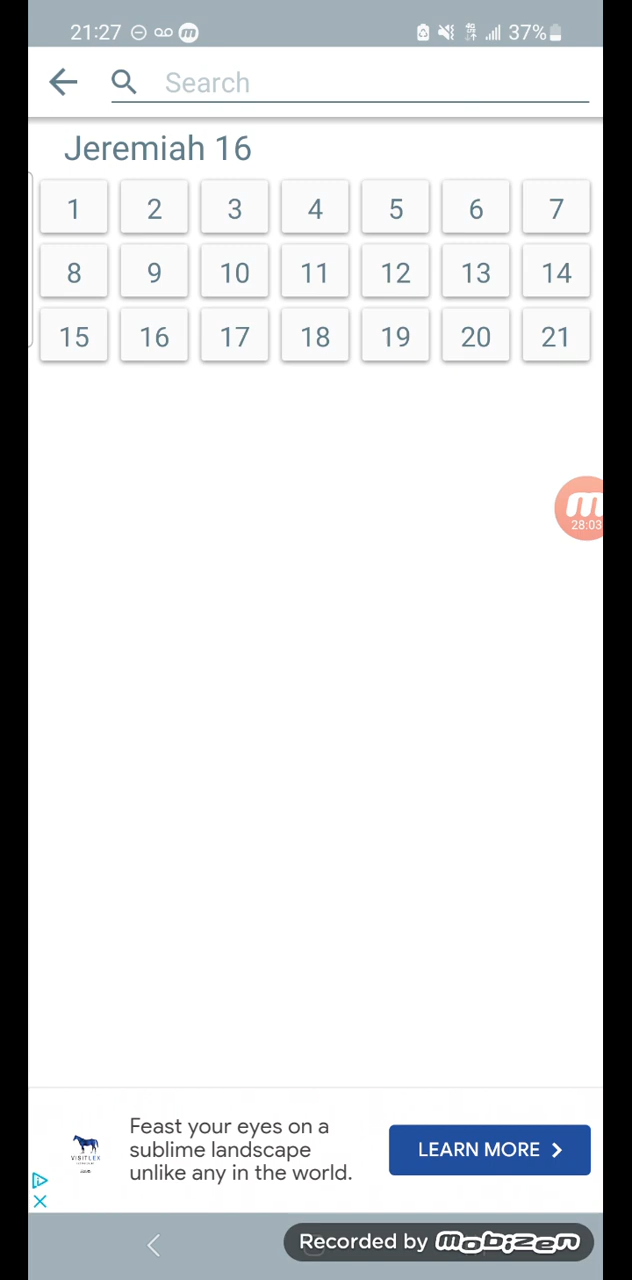 21:27 37%
Search
Jeremiah 16
1 2 3 4 5 6 7
8 9 10 11 12 13 14
15 16 17 18 19 20 21
28:03
Feast your eyes on a
sublime landscape
unlike any in the world.
VISITLEX
LEARN MORE
Recorded by mobizen